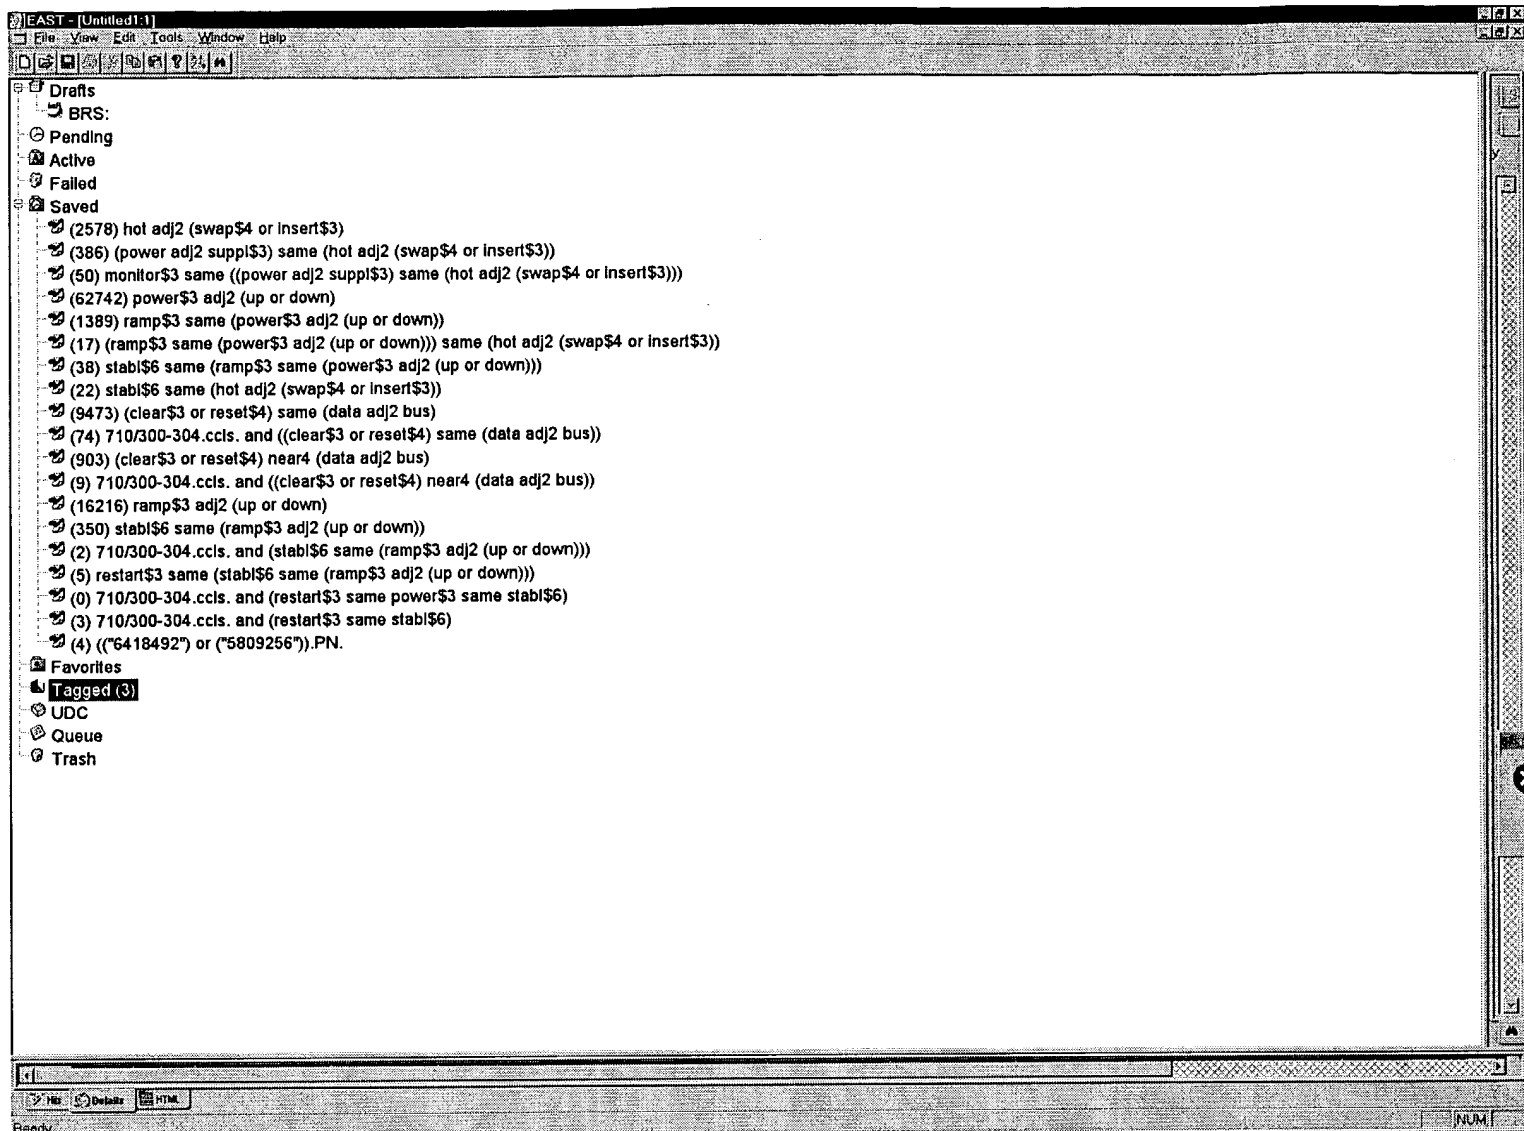 EAST - [Untitled1:1]
File View Edit Tools Window Help
Drafts
BRS:
Pending
Active
Failed
Saved
(2578) hot adj2 (swap$4 or insert$3)
(386) (power adj2 suppl$3) same (hot adj2 (swap$4 or insert$3))
(50) monitor$3 same ((power adj2 suppl$3) same (hot adj2 (swap$4 or insert$3)))
(62742) power$3 adj2 (up or down)
(1389) ramp$3 same (power$3 adj2 (up or down))
(17) (ramp$3 same (power$3 adj2 (up or down))) same (hot adj2 (swap$4 or insert$3))
(38) stabl$6 same (ramp$3 same (power$3 adj2 (up or down)))
(22) stabl$6 same (hot adj2 (swap$4 or insert$3))
(9473) (clear$3 or reset$4) same (data adj2 bus)
(74) 710/300-304.ccls. and ((clear$3 or reset$4) same (data adj2 bus))
(903) (clear$3 or reset$4) near4 (data adj2 bus)
(9) 710/300-304.ccls. and ((clear$3 or reset$4) near4 (data adj2 bus))
(16216) ramp$3 adj2 (up or down)
(350) stabl$6 same (ramp$3 adj2 (up or down))
(2) 710/300-304.ccls. and (stabl$6 same (ramp$3 adj2 (up or down)))
(5) restart$3 same (stabl$6 same (ramp$3 adj2 (up or down)))
(0) 710/300-304.ccls. and (restart$3 same power$3 same stabl$6)
(3) 710/300-304.ccls. and (restart$3 same stabl$6)
(4) (("6418492") or ("5809256")).PN.
Favorites
Tagged (3)
UDC
Queue
Trash
Hits Details HTML
Ready NUM